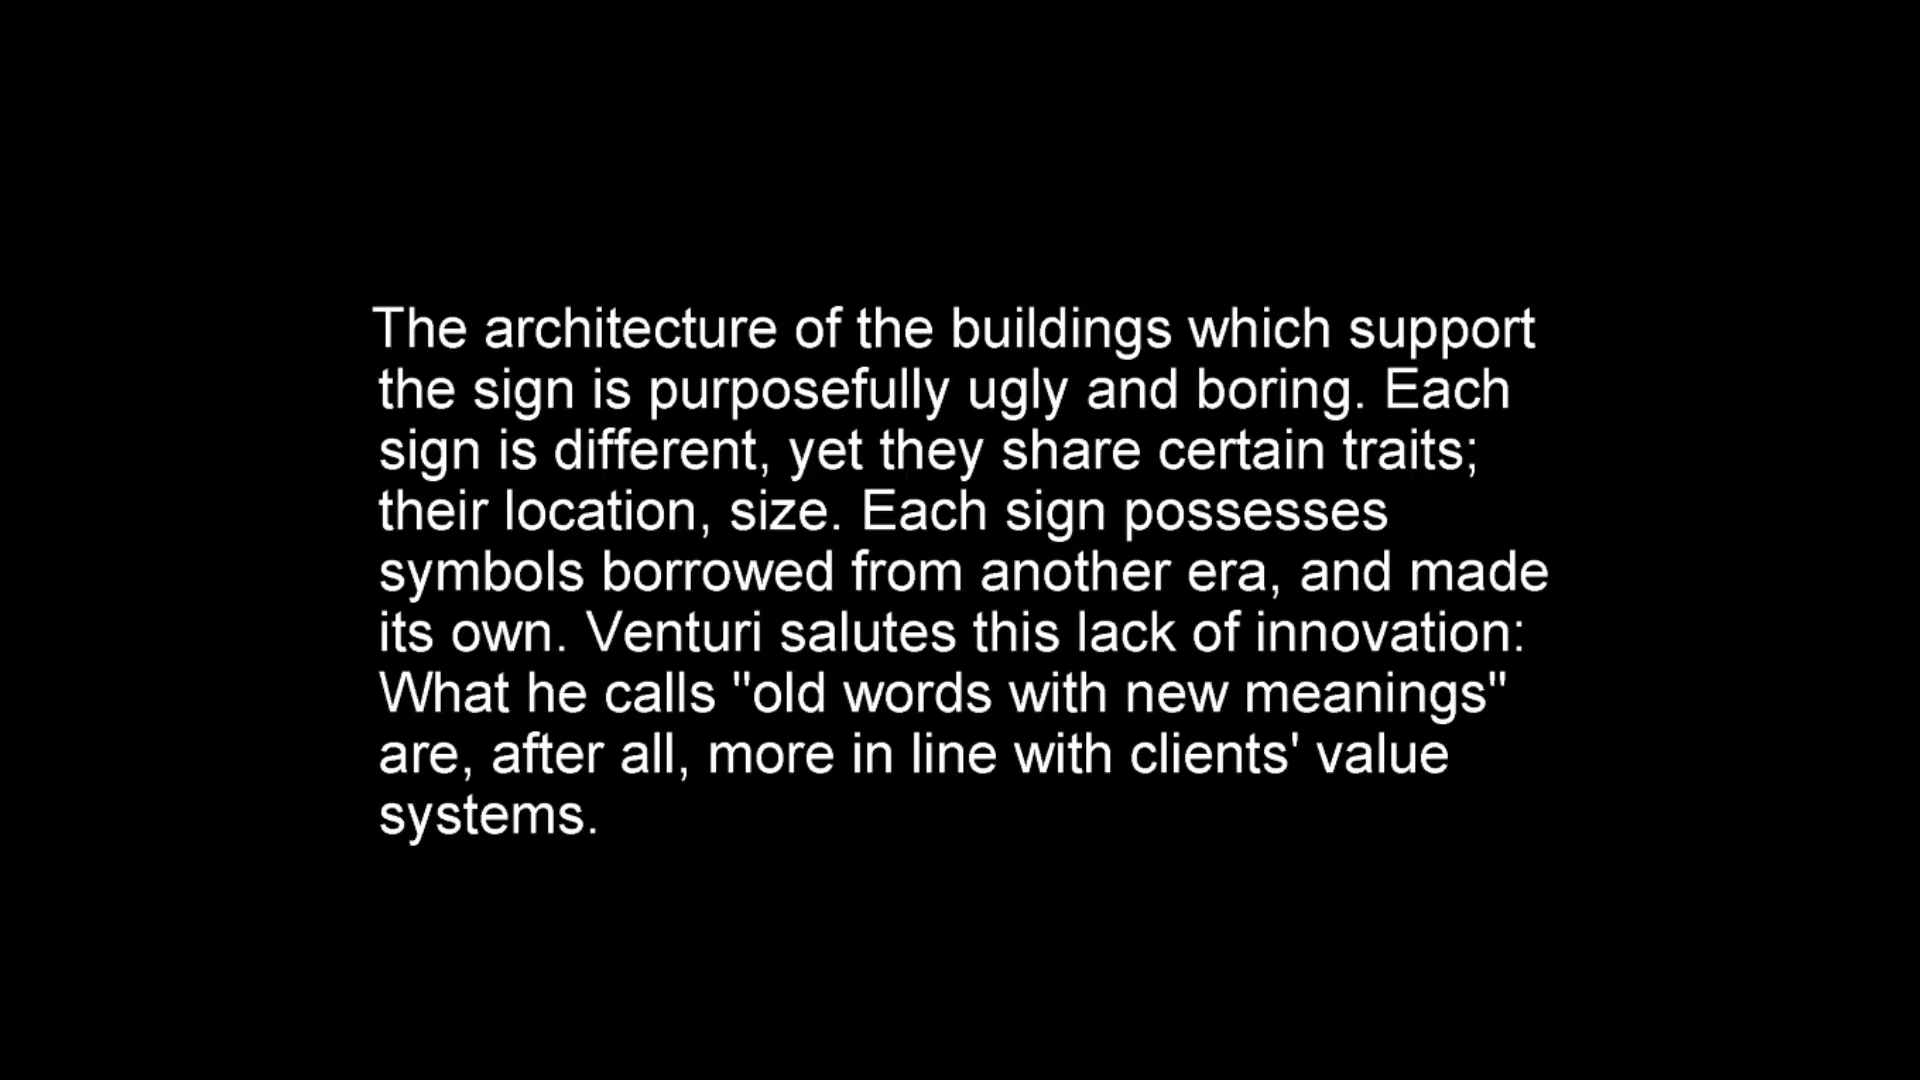 The architecture of the buildings which support
the sign is purposefully ugly and boring. Each
sign is different, yet they share certain traits;
their location, size. Each sign possesses
symbols borrowed from another era, and made
its own. Venturi salutes this lack of innovation:
What he calls "old words with new meanings"
are, after all, more in line with clients' value
systems.